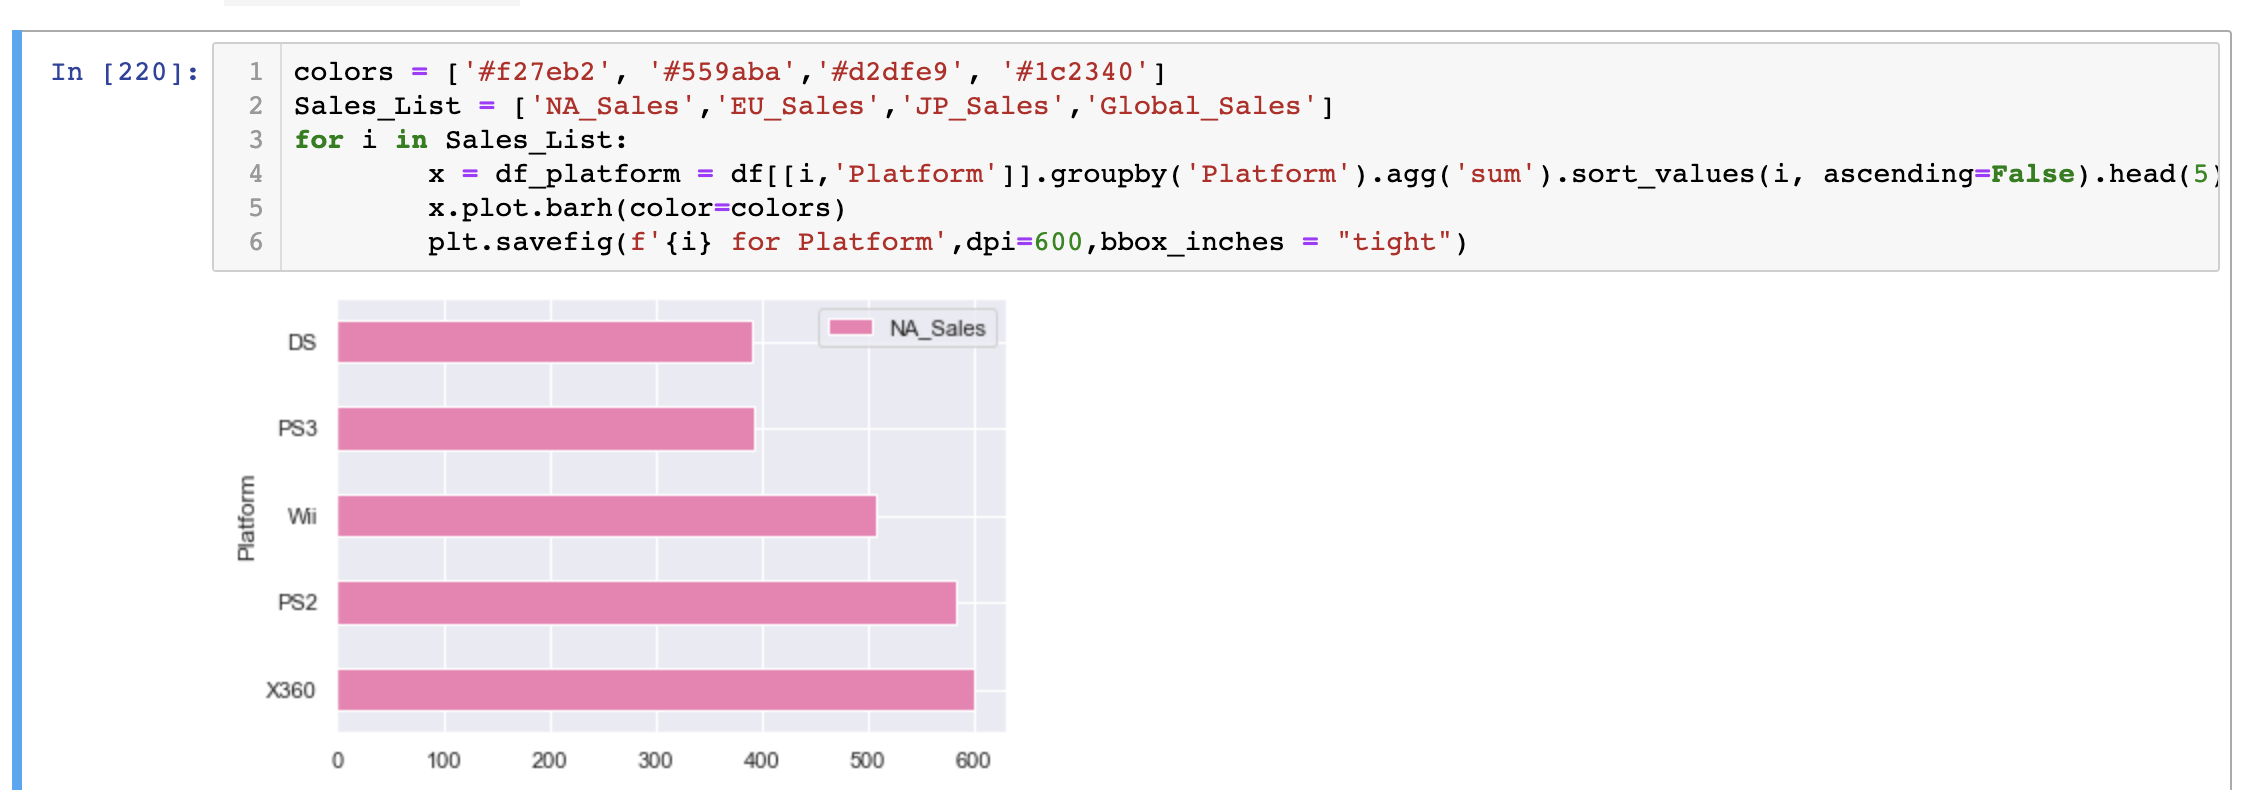 In [220]:
1 colors = ['#f27eb2', '#559aba','#d2dfe9', '#1c2340']
2 Sales_List = ['NA_Sales','EU_Sales','JP_Sales','Global_Sales']
3 for i in Sales_List:
4         x = df_platform = df[[i,'Platform']].groupby('Platform').agg('sum').sort_values(i, ascending=False).head(5)
5         x.plot.barh(color=colors)
6         plt.savefig(f'{i} for Platform',dpi=600,bbox_inches = "tight")
NA_Sales
DS
PS3
Wii
PS2
X360
Platform
0 100 200 300 400 500 600